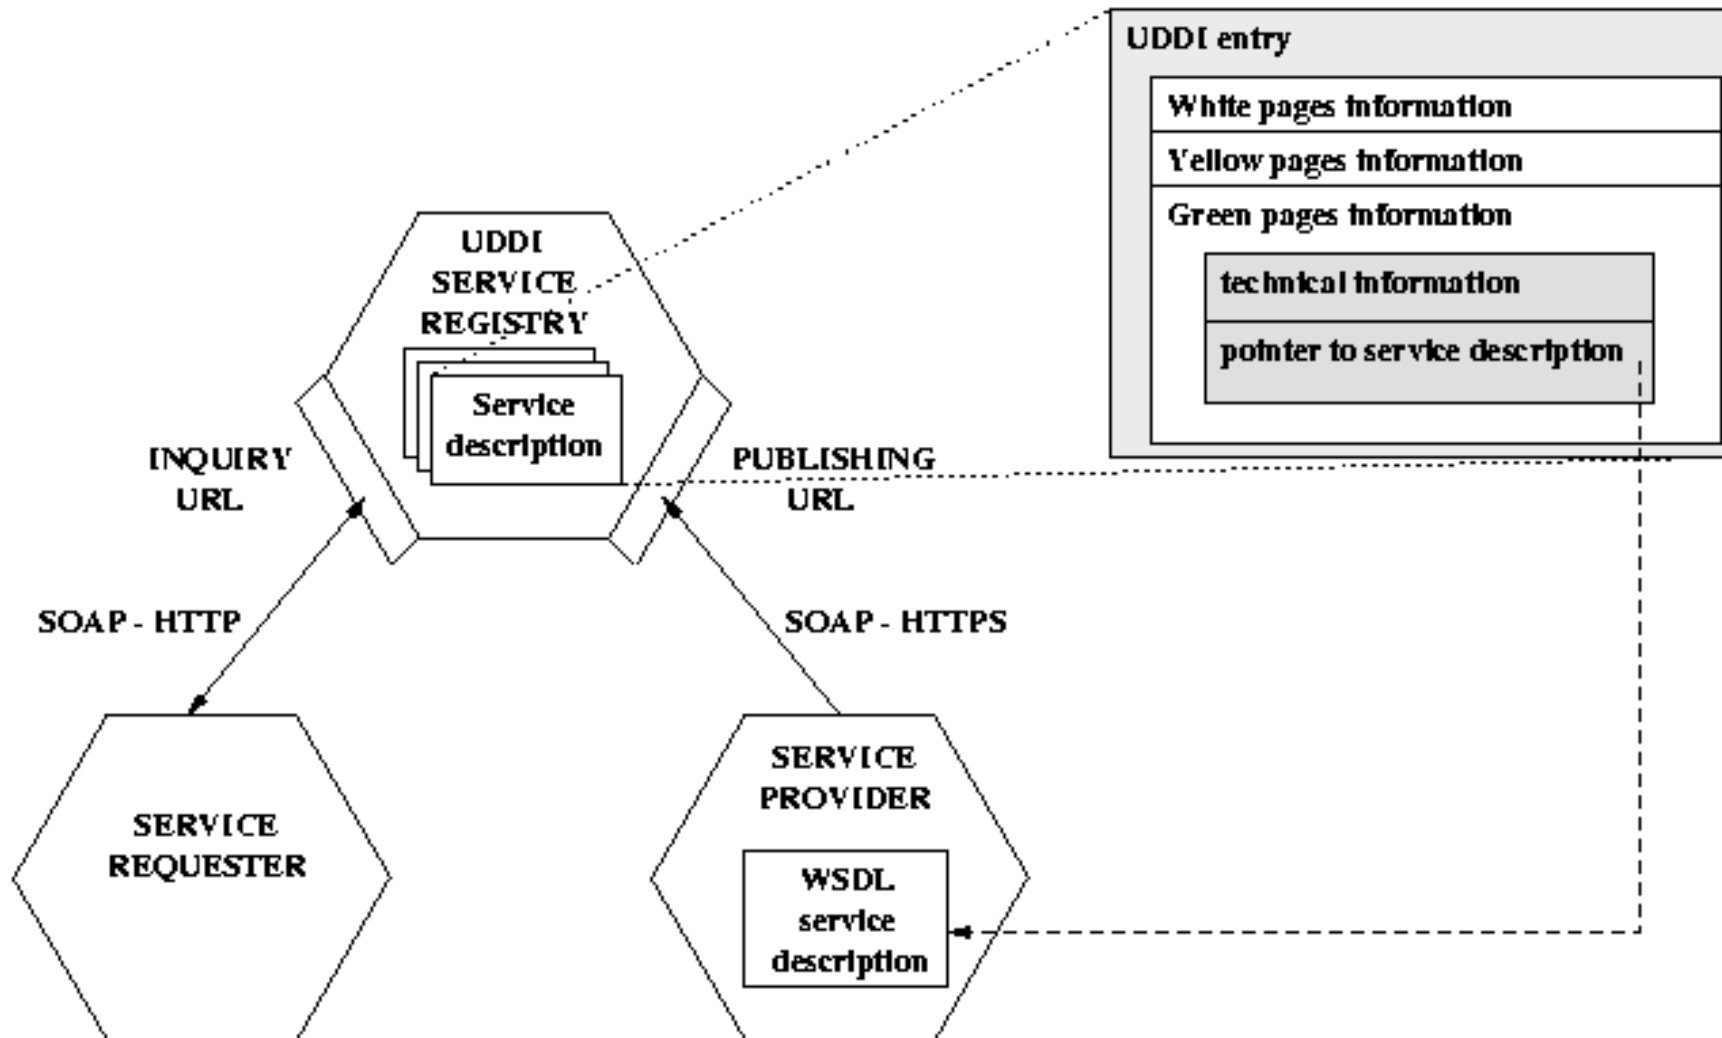 UDDI entry
White pages information
Yellow pages information
Green pages information
technical information
pointer to service description
UDDI
SERVICE
REGISTRY
Service
description
INQUIRY
URL
PUBLISHING
URL
SOAP - HTTP
SOAP - HTTPS
SERVICE
REQUESTER
SERVICE
PROVIDER
WSDL
service
description